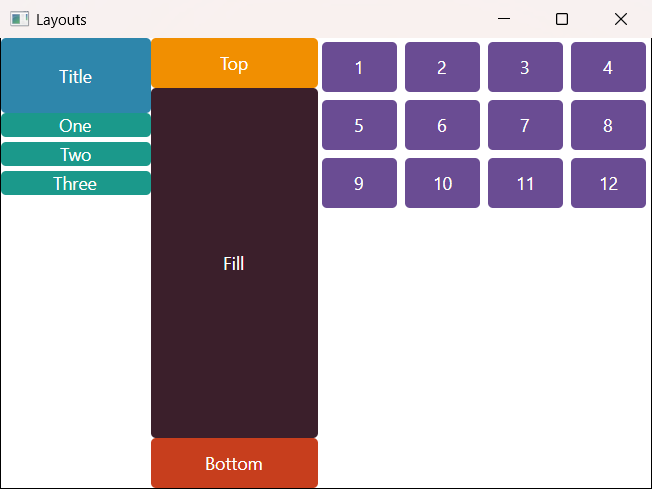 Layouts
Title
One
Two
Three
Top
Fill
Bottom
1 2 3 4
5 6 7 8
9 10 11 12